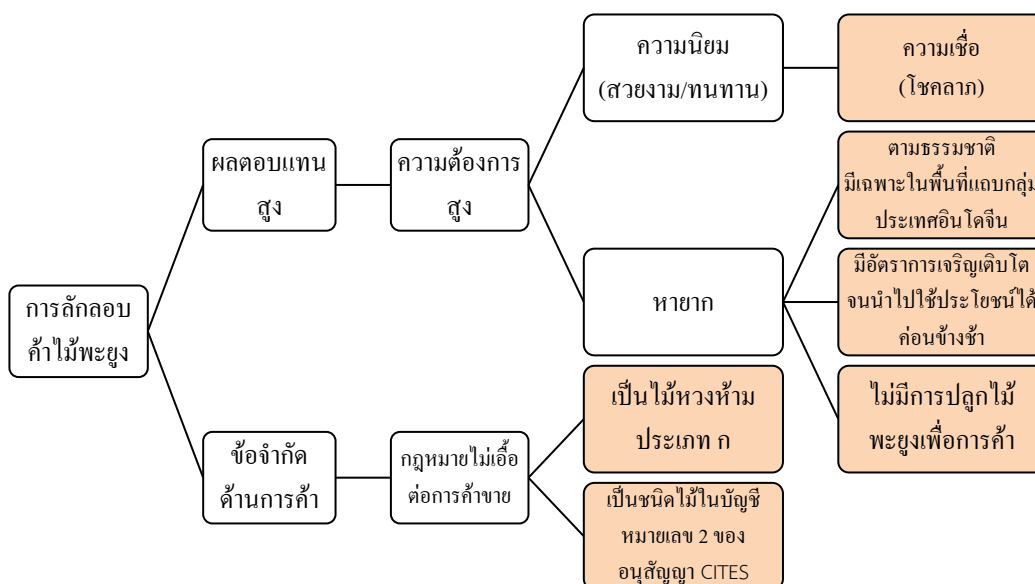 การลักลอบ
ค้าไม้พะยูง
ผลตอบแทน
สูง
ความต้องการ
สูง
ความนิยม
(สวยงาม/ทนทาน)
ความเชื่อ
(โชคลาภ)
หายาก
ตามธรรมชาติ
มีเฉพาะในพื้นที่แถบกลุ่ม
ประเทศอินโดจีน
มีอัตราการเจริญเติบโต
จนนำไปใช้ประโยชน์ได้
ค่อนข้างช้า
ไม่มีการปลูกไม้
พะยูงเพื่อการค้า
ข้อจำกัด
ด้านการค้า
กฎหมายไม่เอื้อ
ต่อการค้าขาย
เป็นไม้หวงห้าม
ประเภท ก
เป็นชนิดไม้ในบัญชี
หมายเลข 2 ของ
อนุสัญญา CITES